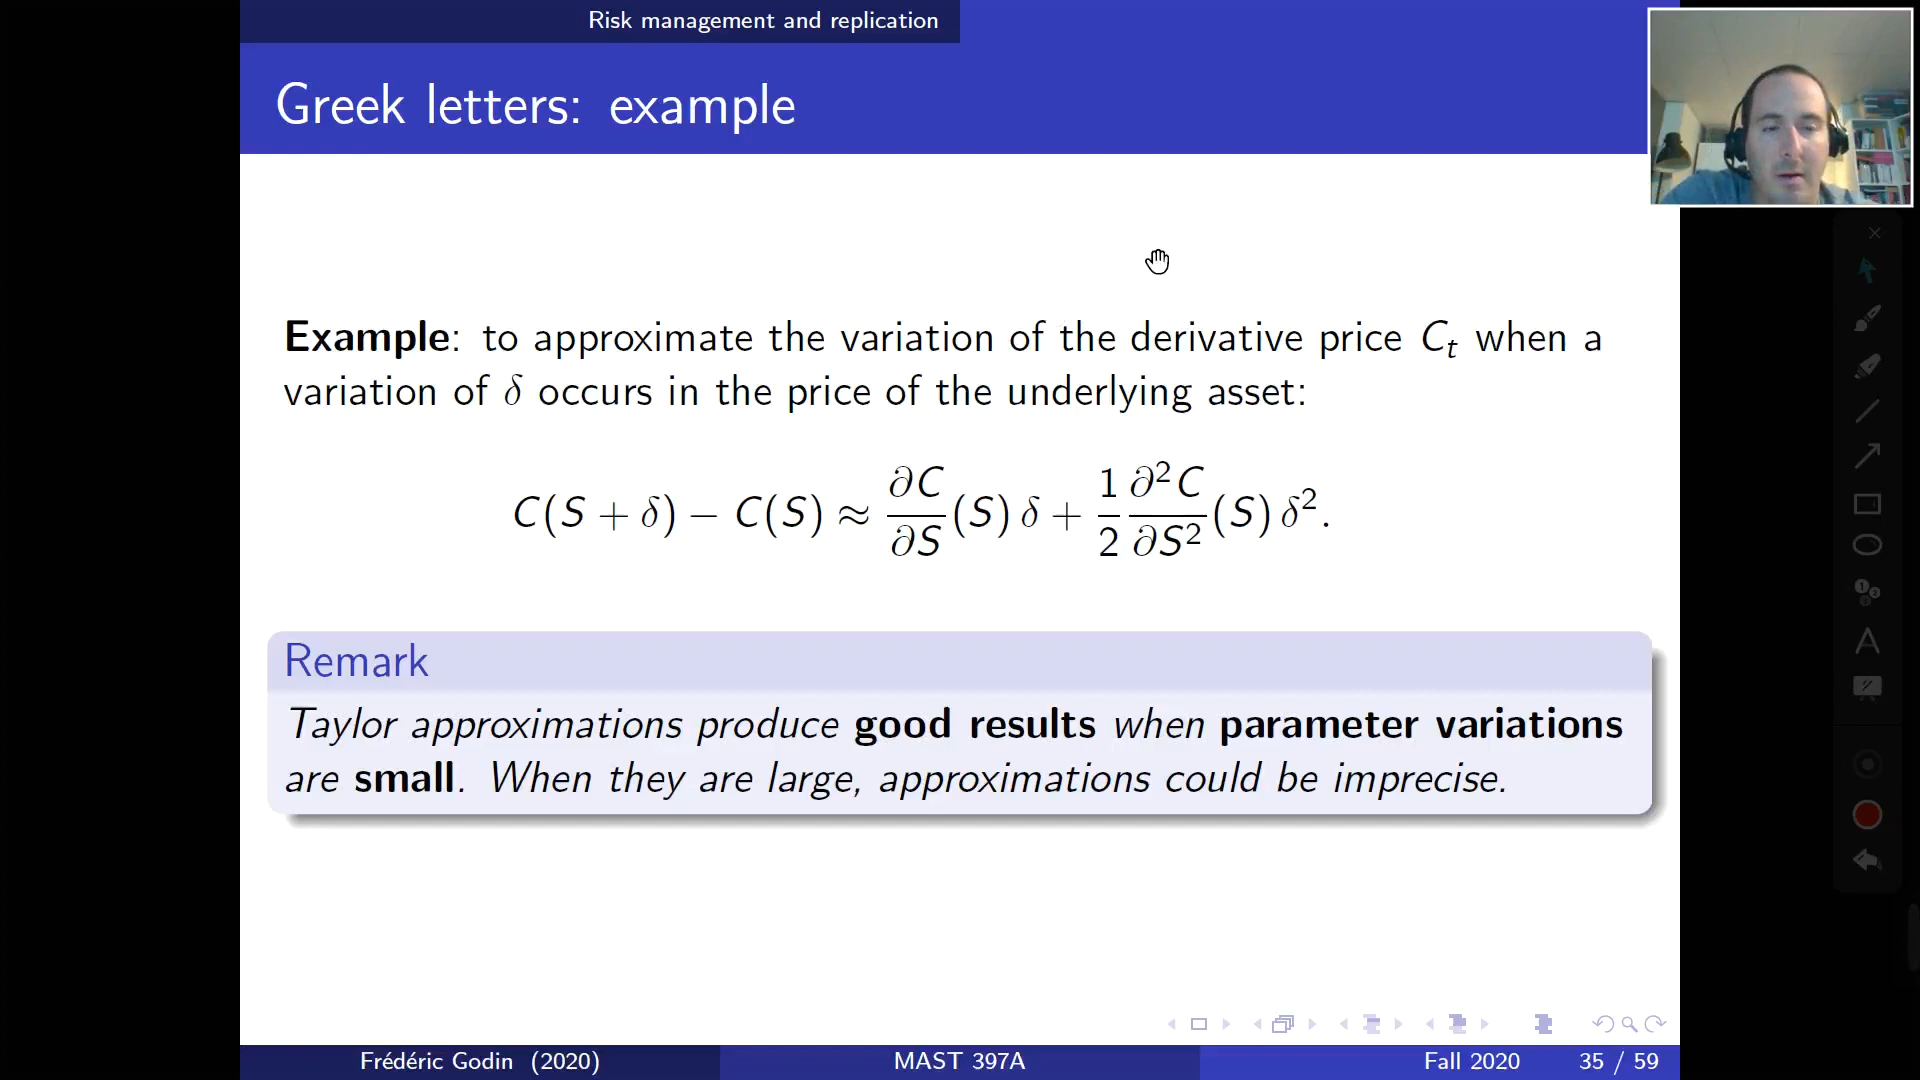 Risk management and replication
Greek letters: example
Example: to approximate the variation of the derivative price C_t when a
variation of δ occurs in the price of the underlying asset:
C(S + δ) − C(S) ≈ ∂C/∂S (S) δ + 1/2 ∂²C/∂S² (S) δ².
Remark
Taylor approximations produce good results when parameter variations
are small. When they are large, approximations could be imprecise.
Frédéric Godin (2020) MAST 397A Fall 2020 35 / 59